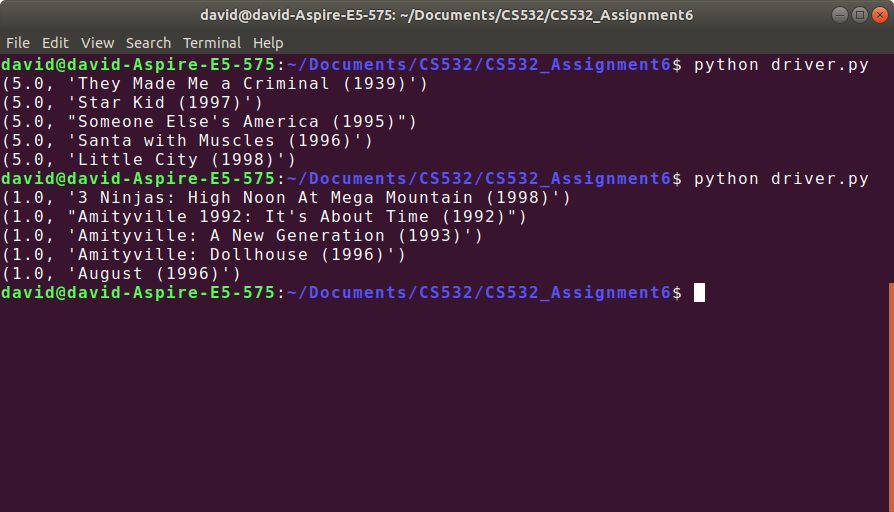 david@david-Aspire-E5-575: ~/Documents/CS532/CS532_Assignment6
File Edit View Search Terminal Help
david@david-Aspire-E5-575:~/Documents/CS532/CS532_Assignment6$ python driver.py
(5.0, 'They Made Me a Criminal (1939)')
(5.0, 'Star Kid (1997)')
(5.0, "Someone Else's America (1995)")
(5.0, 'Santa with Muscles (1996)')
(5.0, 'Little City (1998)')
david@david-Aspire-E5-575:~/Documents/CS532/CS532_Assignment6$ python driver.py
(1.0, '3 Ninjas: High Noon At Mega Mountain (1998)')
(1.0, "Amityville 1992: It's About Time (1992)")
(1.0, 'Amityville: A New Generation (1993)')
(1.0, 'Amityville: Dollhouse (1996)')
(1.0, 'August (1996)')
david@david-Aspire-E5-575:~/Documents/CS532/CS532_Assignment6$